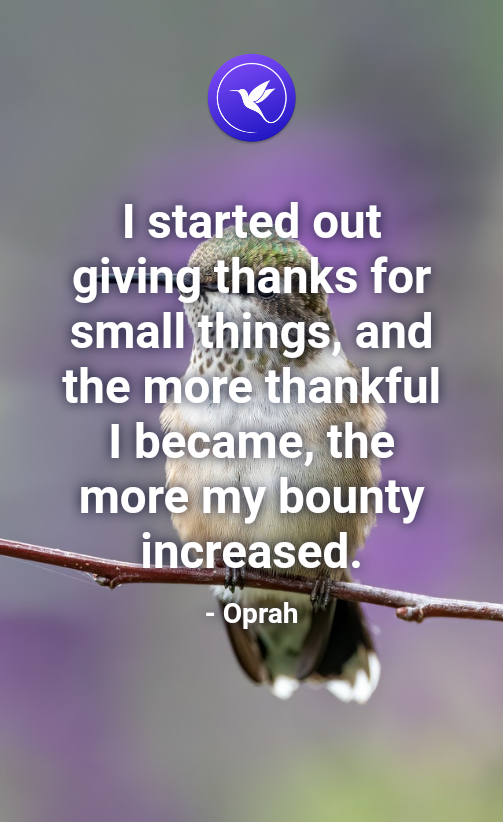 I started out
giving thanks for
small things, and
the more thankful
I became, the
more my bounty
increased.
- Oprah